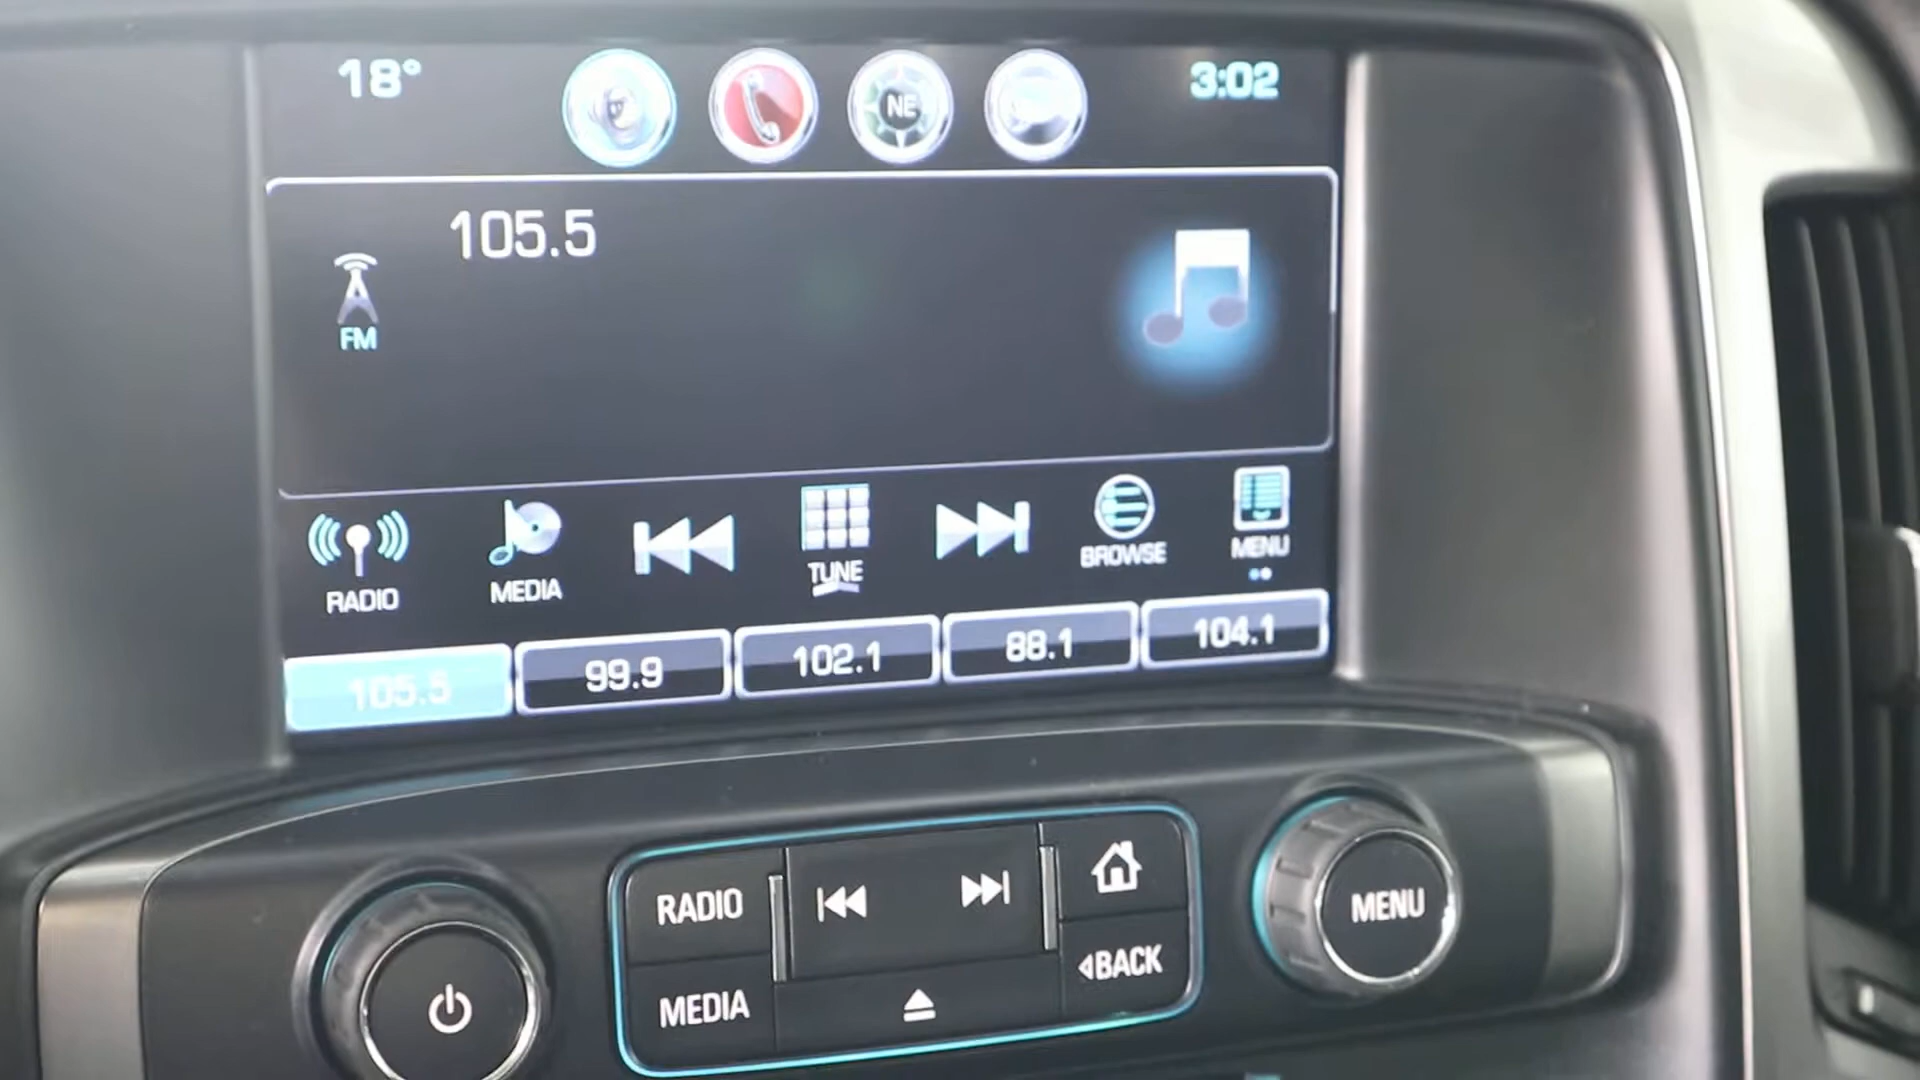 18°
NE
3:02
105.5
FM
RADIO
MEDIA
TUNE
BROWSE
MENU
105.5
99.9
102.1
88.1
104.1
RADIO
MEDIA
BACK
MENU